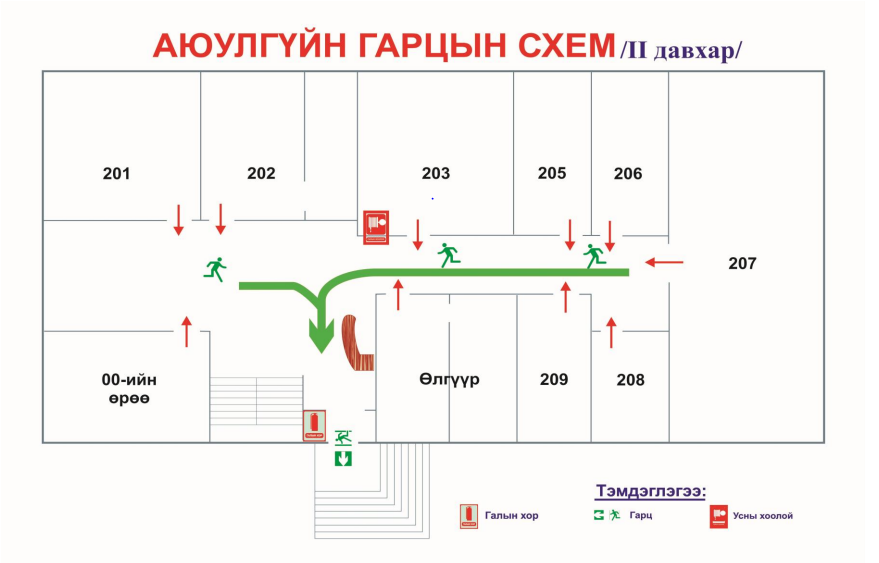 АЮУЛГҮЙН ГАРЦЫН СХЕМ /II давхар/
201
202
203
205
206
207
00-ийн
өрөө
Өлгүүр
209
208
Тэмдэглэгээ:
Галын хор
Гарц
Усны хоолой